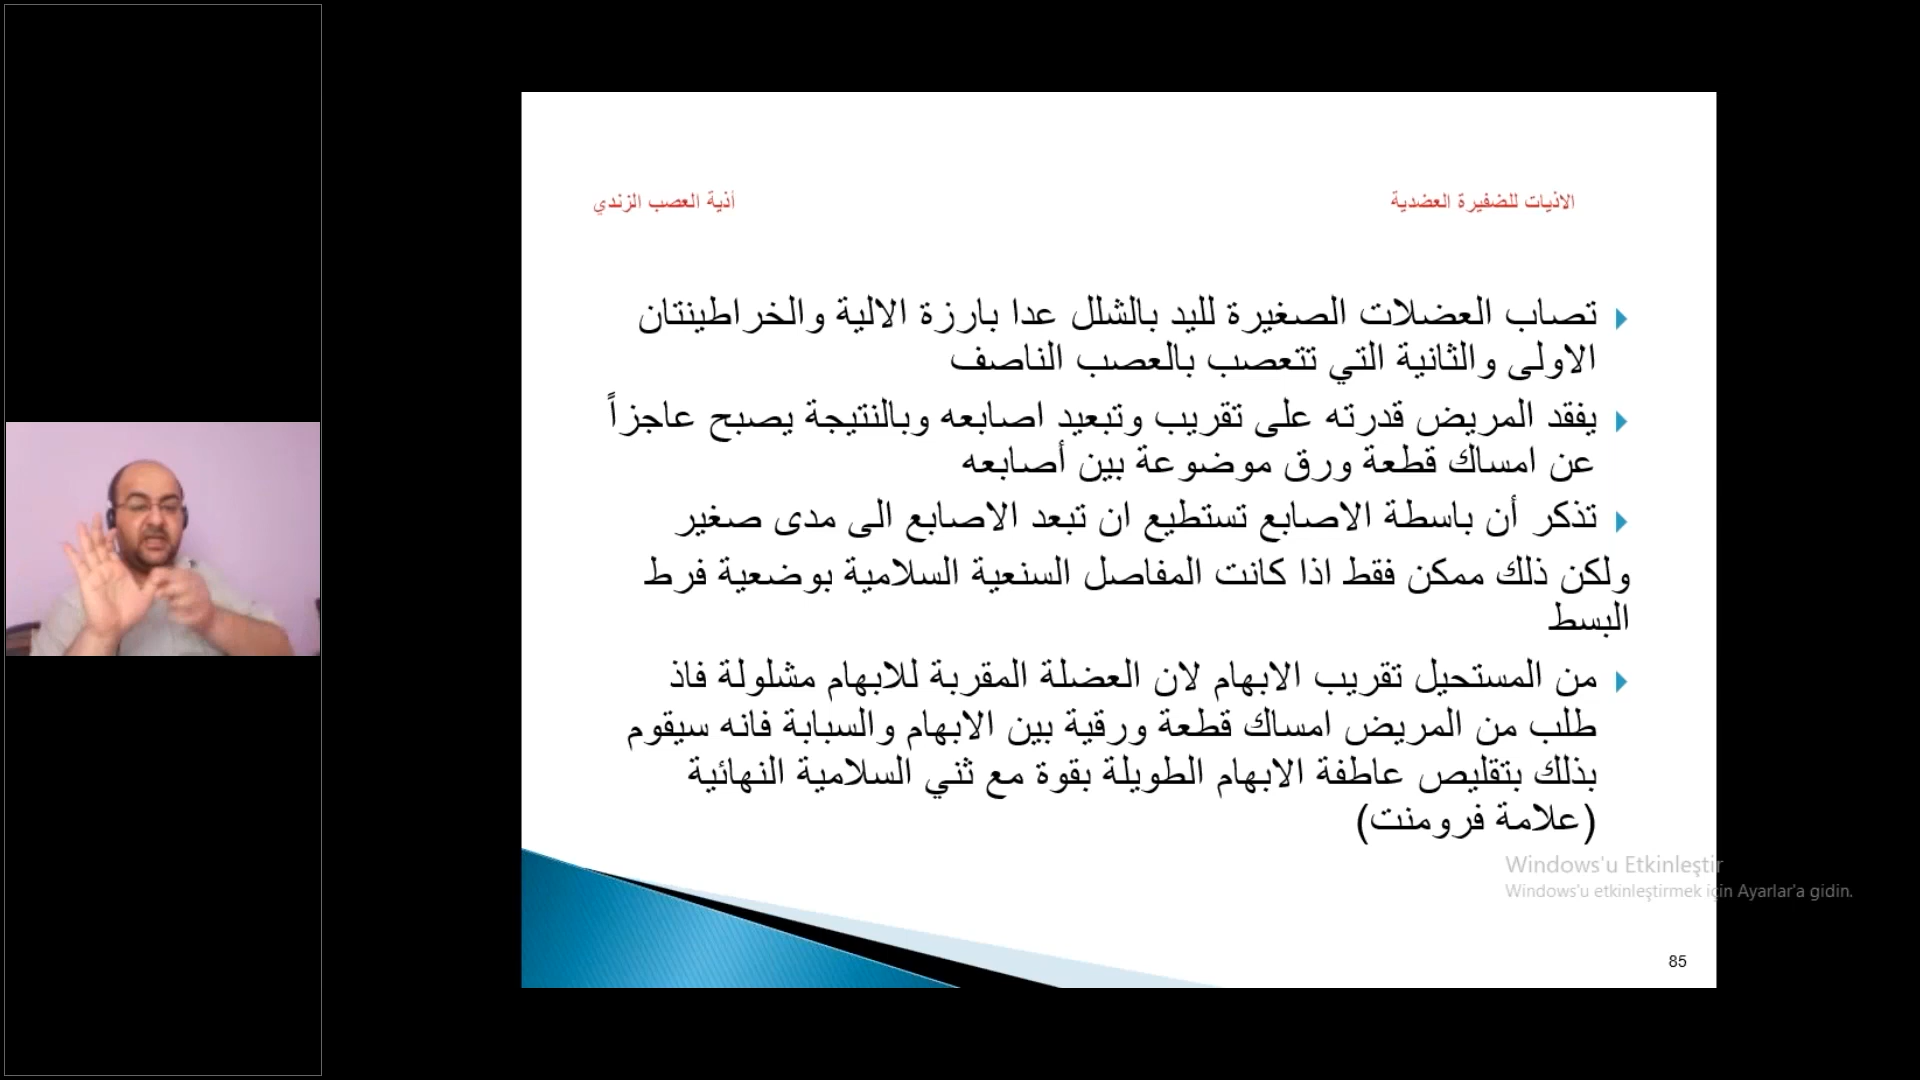 الاذيات للضفيرة العضدية
أذية العصب الزندي
تصاب العضلات الصغيرة لليد بالشلل عدا بارزة الالية والخراطينتان
الاولى والثانية التي تتعصب بالعصب الناصف
يفقد المريض قدرته على تقريب وتبعيد اصابعه وبالنتيجة يصبح عاجزاً
عن امساك قطعة ورق موضوعة بين أصابعه
تذكر أن باسطة الاصابع تستطيع ان تبعد الاصابع الى مدى صغير
ولكن ذلك ممكن فقط اذا كانت المفاصل السنعية السلامية بوضعية فرط
البسط
من المستحيل تقريب الابهام لان العضلة المقربة للابهام مشلولة فاذ
طلب من المريض امساك قطعة ورقية بين الابهام والسبابة فانه سيقوم
بذلك بتقليص عاطفة الابهام الطويلة بقوة مع ثني السلامية النهائية
(علامة فرومنت)
Windows'u Etkinleştir
Windows'u etkinleştirmek için Ayarlar'a gidin.
85